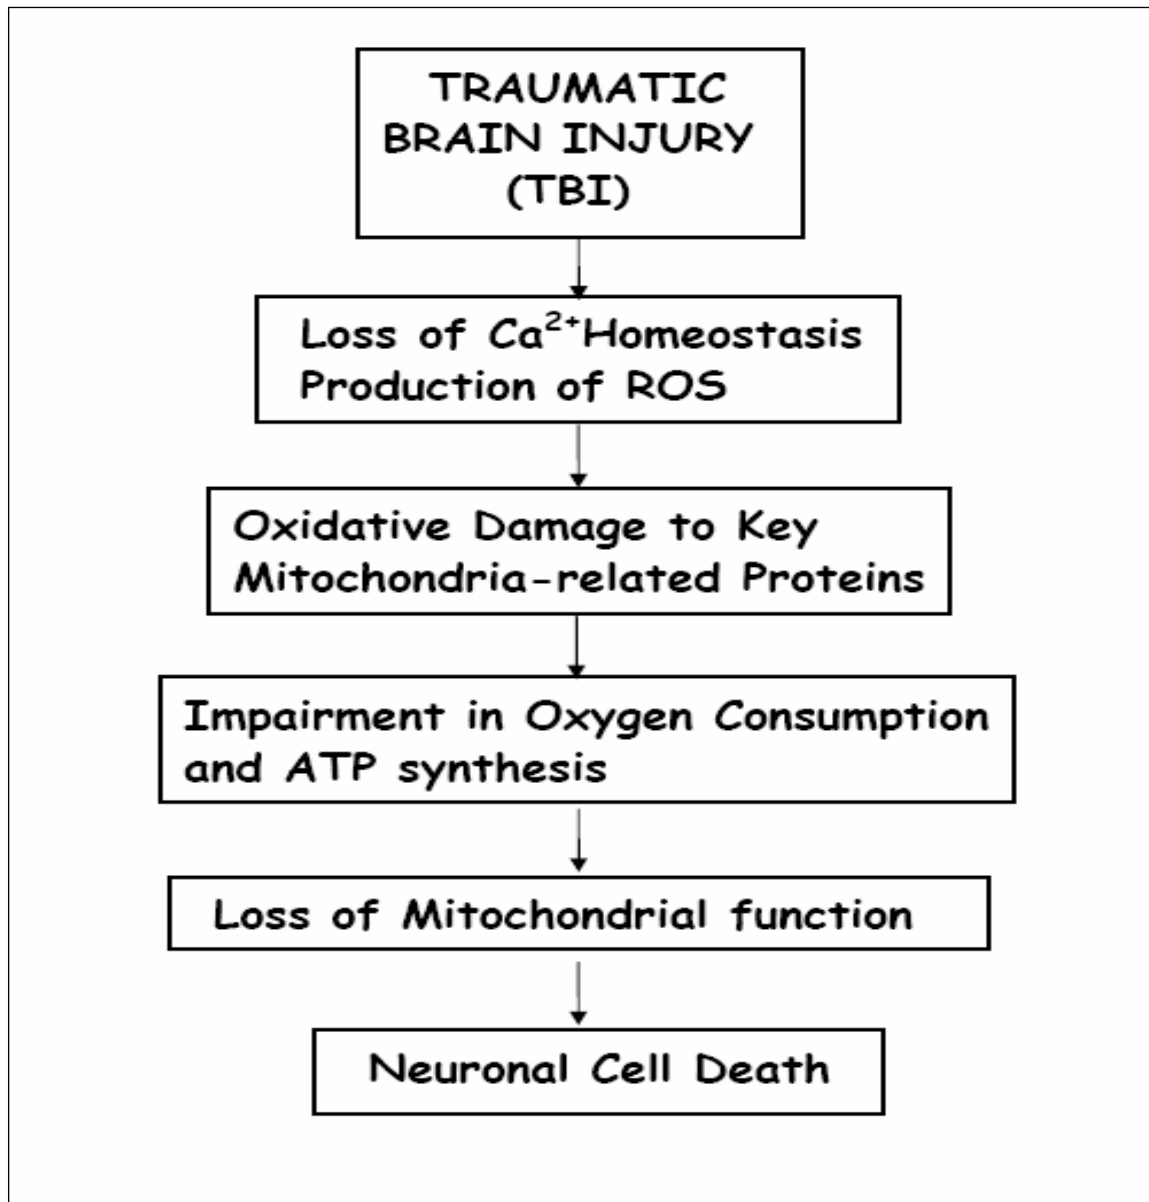 TRAUMATIC
BRAIN INJURY
(TBI)
Loss of Ca²⁺Homeostasis
Production of ROS
Oxidative Damage to Key
Mitochondria-related Proteins
Impairment in Oxygen Consumption
and ATP synthesis
Loss of Mitochondrial function
Neuronal Cell Death